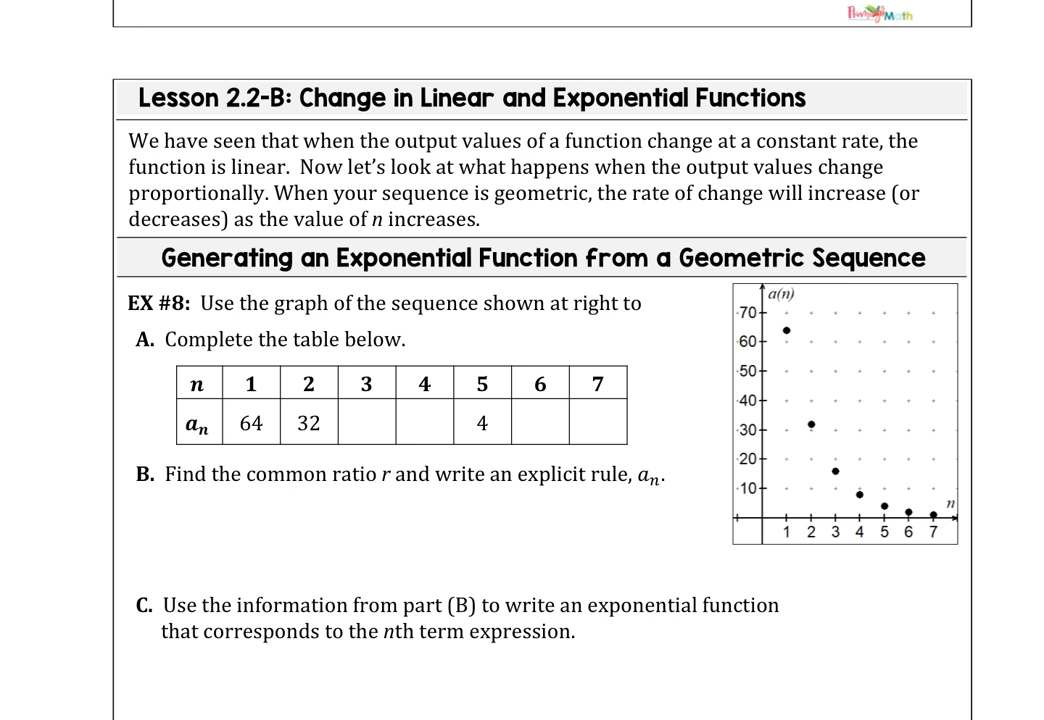 Flamingo Math
Lesson 2.2-B: Change in Linear and Exponential Functions
We have seen that when the output values of a function change at a constant rate, the
function is linear.  Now let's look at what happens when the output values change
proportionally. When your sequence is geometric, the rate of change will increase (or
decreases) as the value of n increases.
Generating an Exponential Function from a Geometric Sequence
EX #8:  Use the graph of the sequence shown at right to
A.  Complete the table below.
n 1 2 3 4 5 6 7
aₙ 64 32 4
B.  Find the common ratio r and write an explicit rule, aₙ.
C.  Use the information from part (B) to write an exponential function
that corresponds to the nth term expression.
a(n)
70
60
50
40
30
20
10
n
1 2 3 4 5 6 7